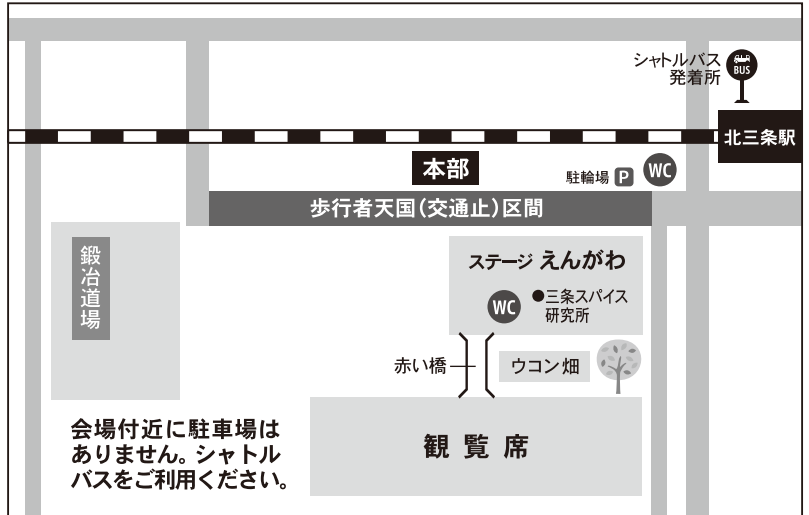 シャトルバス
発着所
BUS
北三条駅
本部
駐輪場 P
WC
歩行者天国(交通止)区間
鍛冶道場
ステージ えんがわ
WC
●三条スパイス
研究所
赤い橋
ウコン畑
観覧席
会場付近に駐車場は
ありません。シャトル
バスをご利用ください。